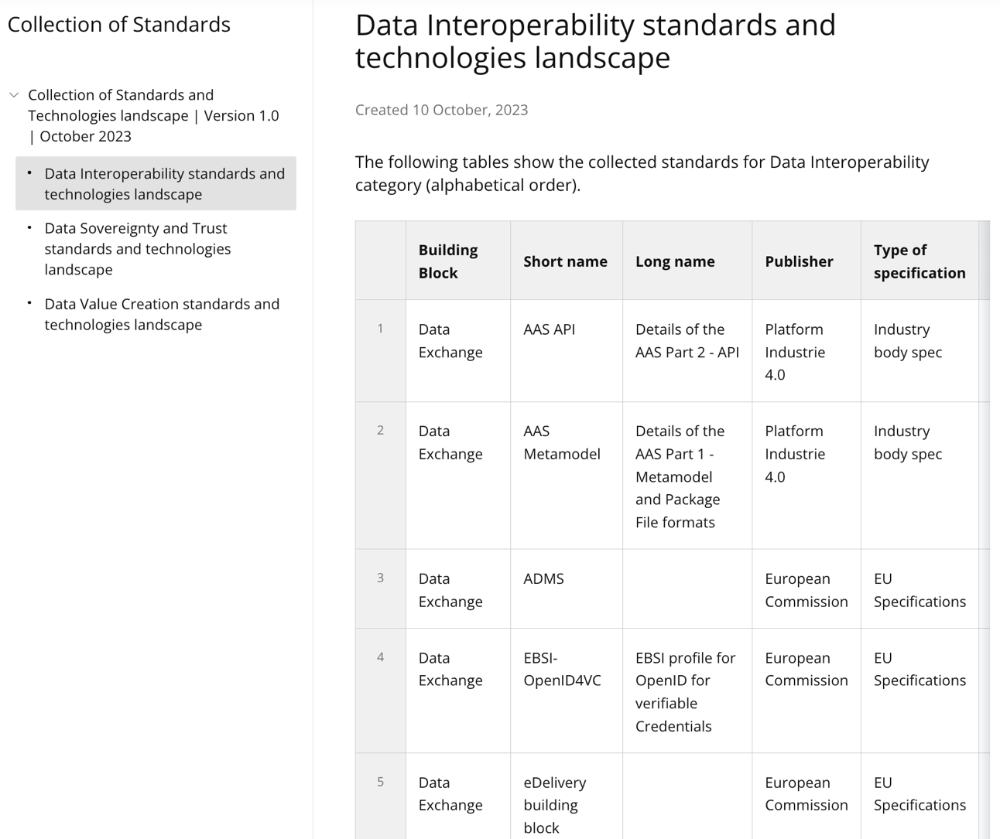 Collection of Standards
Collection of Standards and
Technologies landscape | Version 1.0
| October 2023
Data Interoperability standards and
technologies landscape
Data Sovereignty and Trust
standards and technologies
landscape
Data Value Creation standards and
technologies landscape
Data Interoperability standards and
technologies landscape
Created 10 October, 2023
The following tables show the collected standards for Data Interoperability
category (alphabetical order).
Building
Block
Short name
Long name
Publisher
Type of
specification
1
Data
Exchange
AAS API
Details of the
AAS Part 2 - API
Platform
Industrie
4.0
Industry
body spec
2
Data
Exchange
AAS
Metamodel
Details of the
AAS Part 1 -
Metamodel
and Package
File formats
Platform
Industrie
4.0
Industry
body spec
3
Data
Exchange
ADMS
European
Commission
EU
Specifications
4
Data
Exchange
EBSI-
OpenID4VC
EBSI profile for
OpenID for
verifiable
Credentials
European
Commission
EU
Specifications
5
Data
Exchange
eDelivery
building
block
European
Commission
EU
Specifications